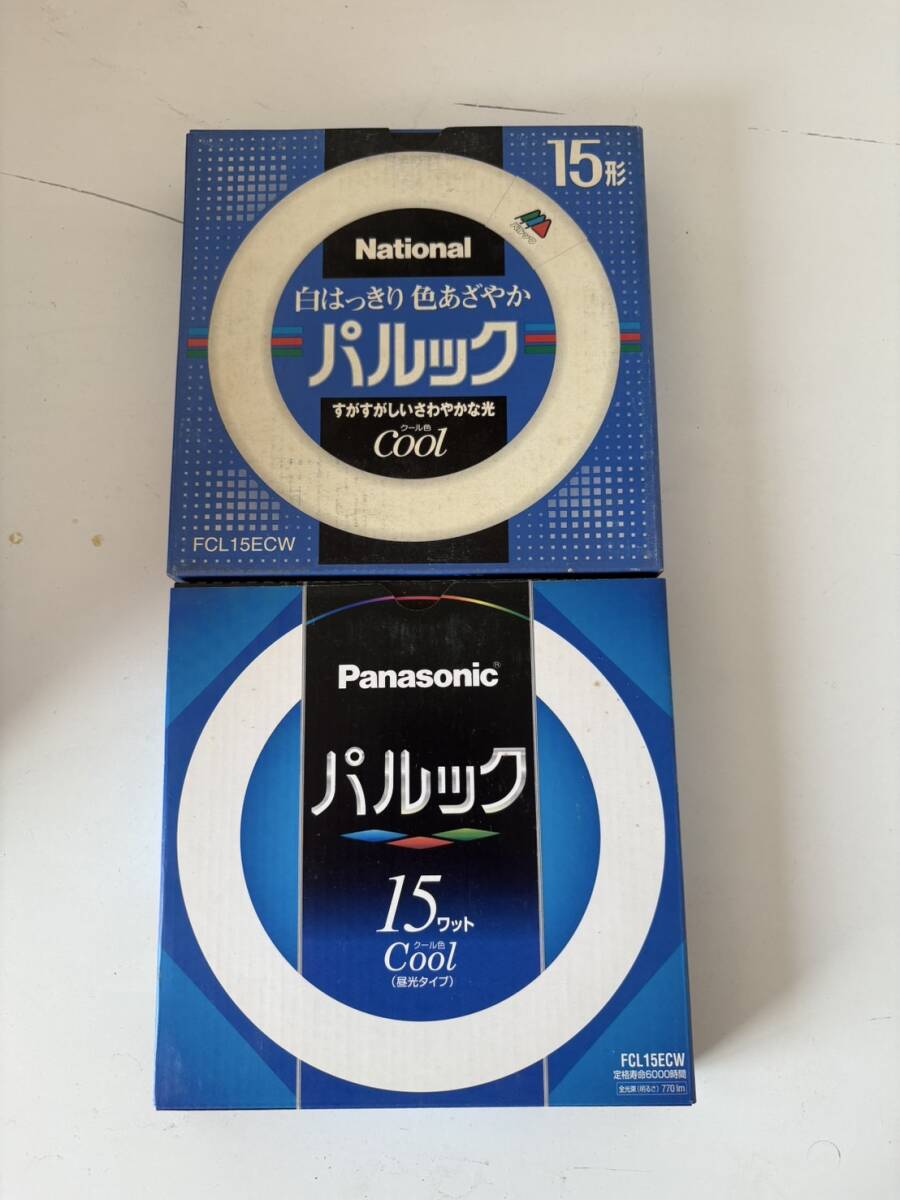 15形
National
白はっきり 色あざやか
パルック
すがすがしいさわやかな光
クール色
Cool
FCL15ECW
Panasonic®
パルック
15ワット
クール色
Cool
(昼光タイプ)
FCL15ECW
定格寿命6000時間
全光束(明るさ) 770 lm